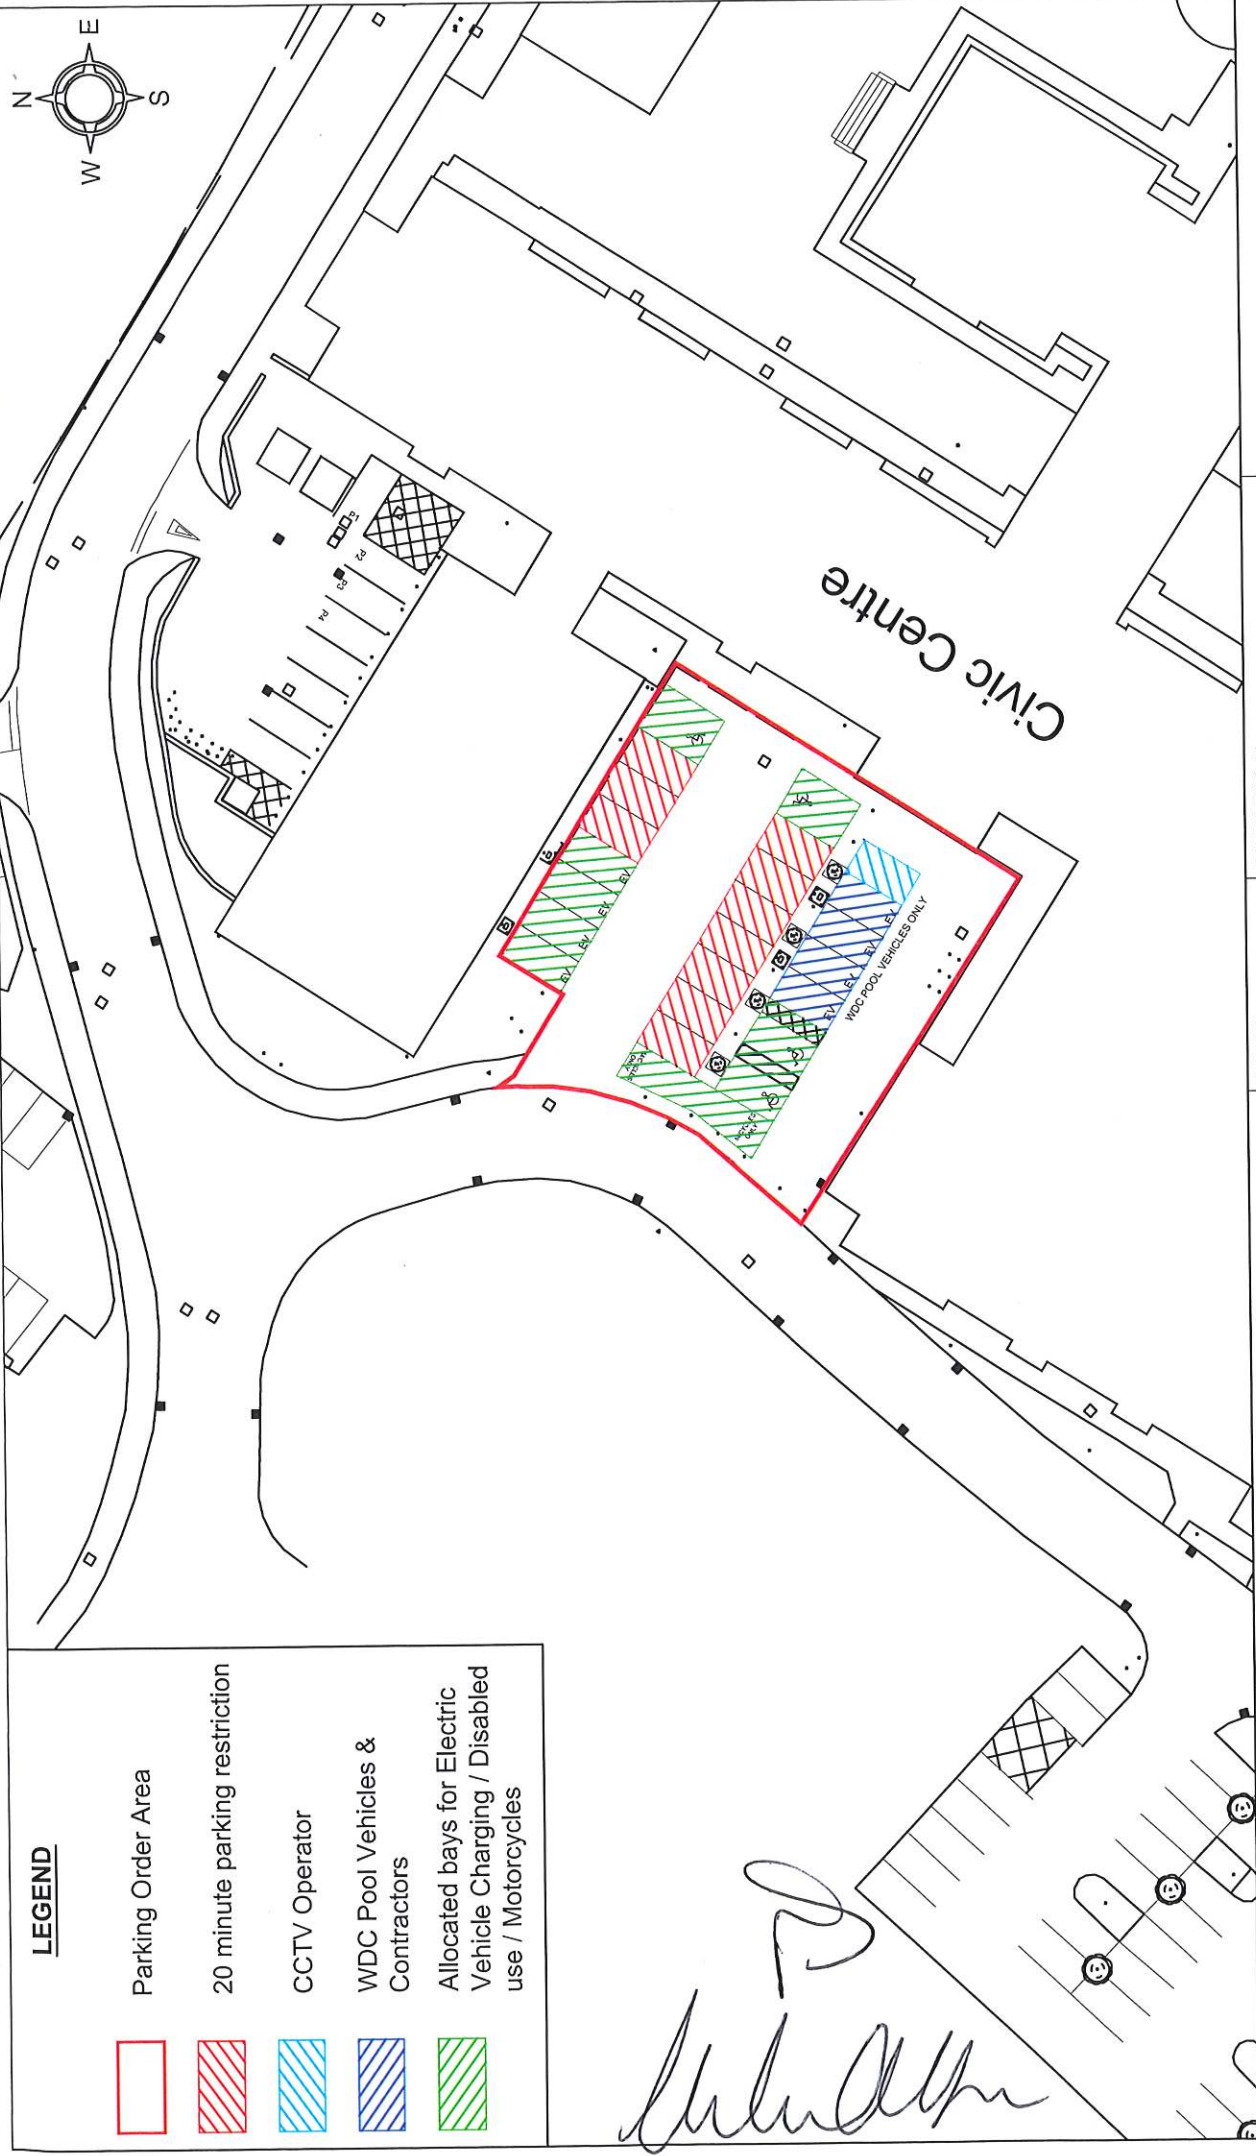 LEGEND
Parking Order Area
20 minute parking restriction
CCTV Operator
WDC Pool Vehicles &
Contractors
Allocated bays for Electric
Vehicle Charging / Disabled
use / Motorcycles
N
E
S
W
P1
P2
P3
P4
EV
EV
EV
EV
EV
EV
EV
EV
WDC POOL VEHICLES ONLY
Civic Centre